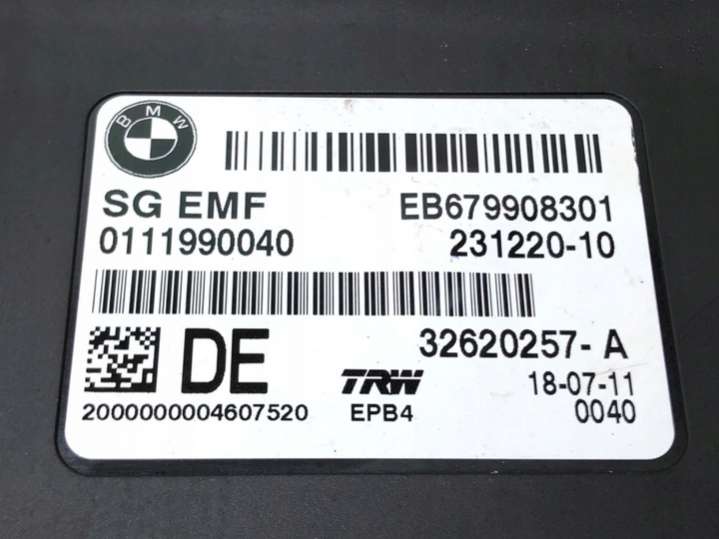 BMW
SG EMF EB679908301
0111990040 231220-10
DE 32620257-A
TRW 18-07-11
2000000004607520 EPB4 0040